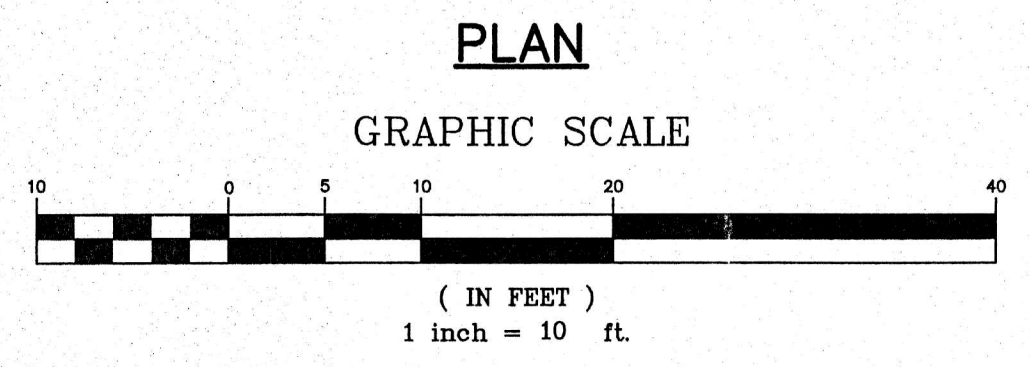 PLAN
GRAPHIC SCALE
10 0 5 10 20 40
( IN FEET )
1 inch = 10 ft.